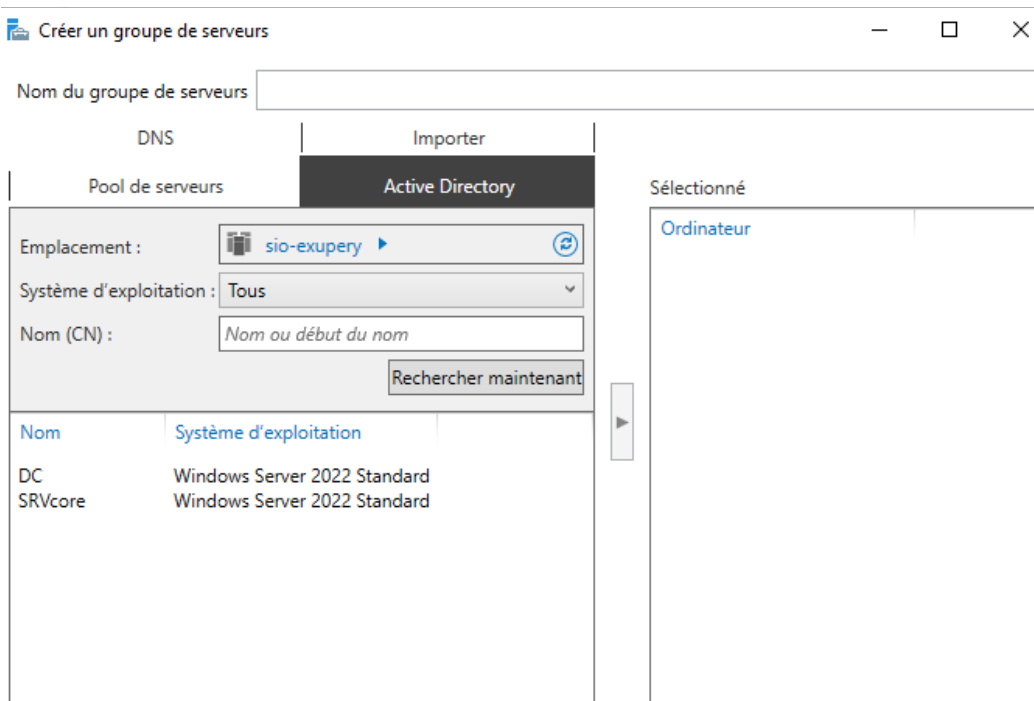 Créer un groupe de serveurs
Nom du groupe de serveurs
DNS
Importer
Pool de serveurs
Active Directory
Emplacement :
sio-exupery
Système d'exploitation :
Tous
Nom (CN) :
Nom ou début du nom
Rechercher maintenant
Nom
Système d'exploitation
DC
Windows Server 2022 Standard
SRVcore
Windows Server 2022 Standard
Sélectionné
Ordinateur